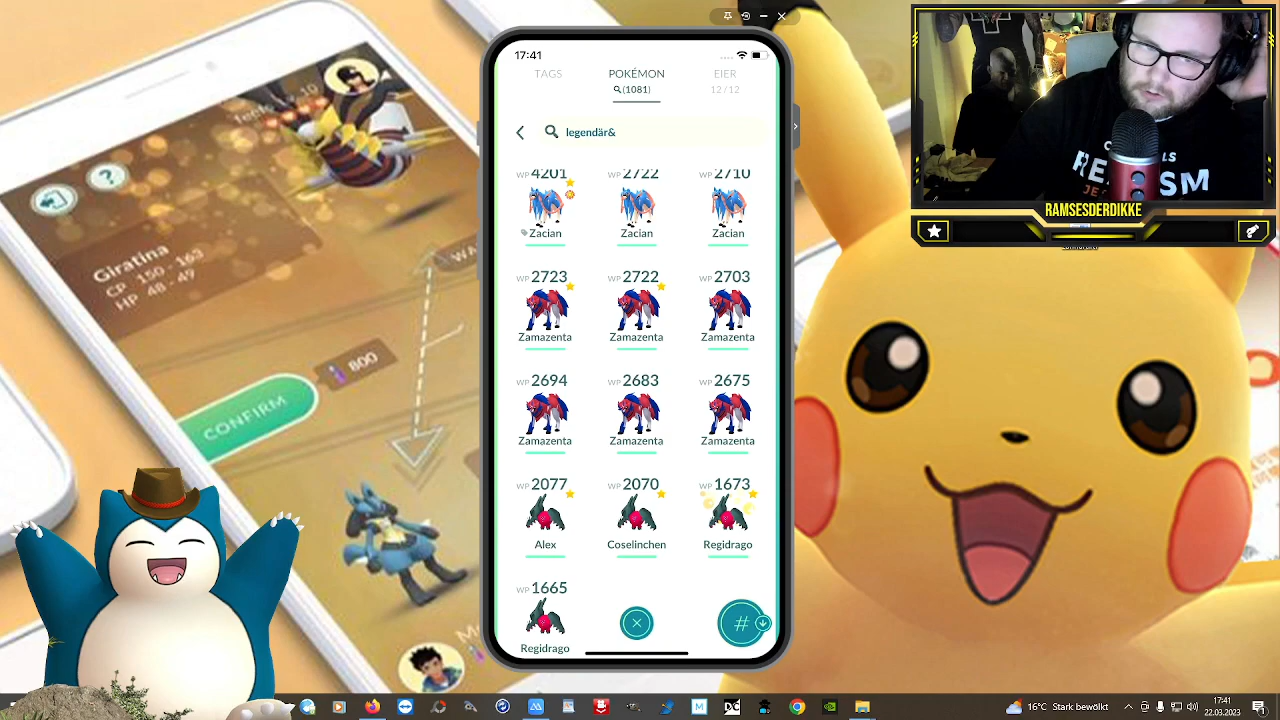 17:41
TAGS
POKÉMON
EIER
(1081)
12 / 12
legendär&
WP 4201
WP 2722
WP 2710
Zacian
Zacian
Zacian
WP 2723
WP 2722
WP 2703
Zamazenta
Zamazenta
Zamazenta
WP 2694
WP 2683
WP 2675
Zamazenta
Zamazenta
Zamazenta
WP 2077
WP 2070
WP 1673
Alex
Coselinchen
Regidrago
WP 1665
#
Regidrago
?
Giratina
CP 150 - 163
HP 48 - 49
800
CONFIRM
RAMSESDERDIKKE
M
DC
16°C Stark bewölkt
17:41
22.03.2023